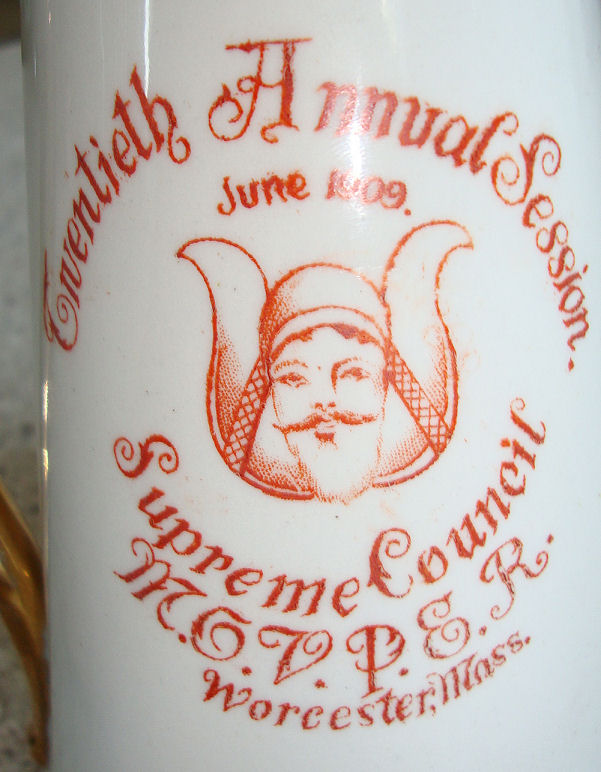 Twentieth Annual Session.
June 1909.
Supreme Council
M.O.V.P.E.R.
Worcester, Mass.